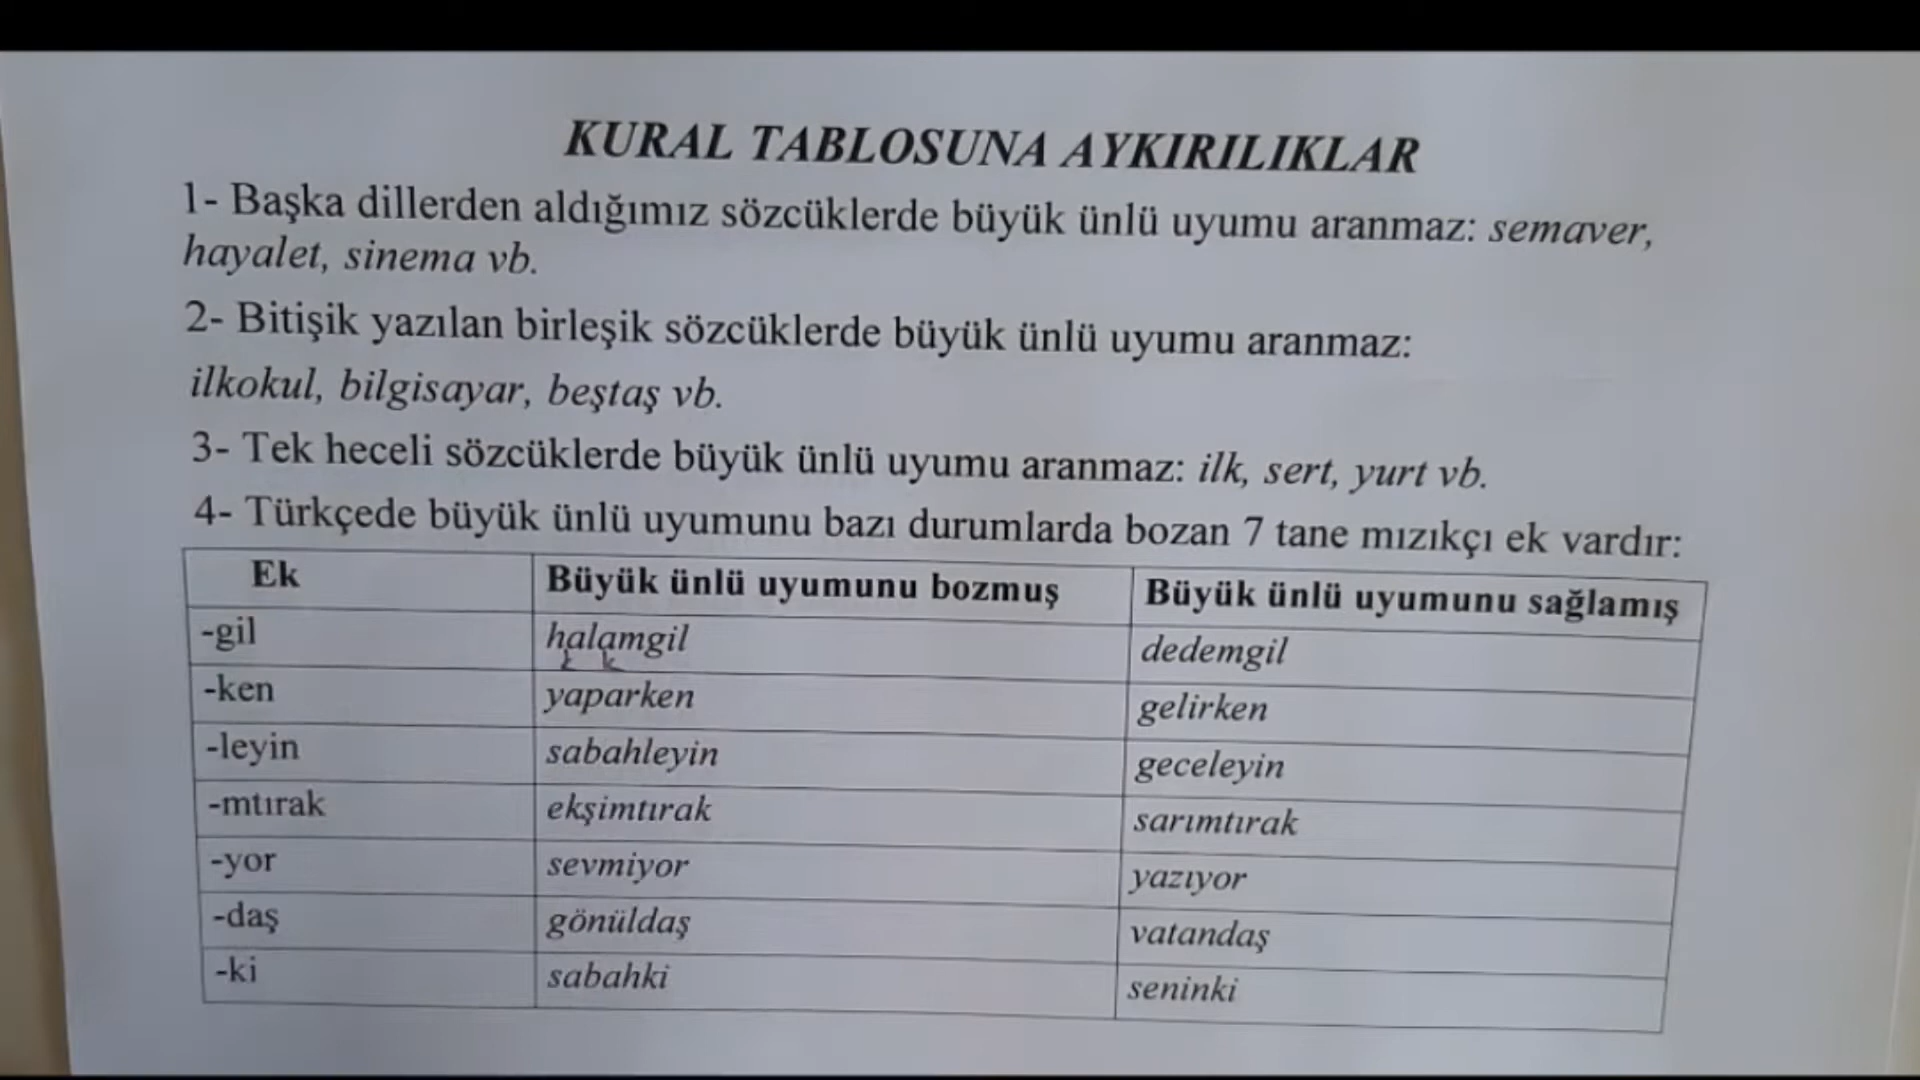 KURAL TABLOSUNA AYKIRILIKLAR
1- Başka dillerden aldığımız sözcüklerde büyük ünlü uyumu aranmaz: semaver,
hayalet, sinema vb.
2- Bitişik yazılan birleşik sözcüklerde büyük ünlü uyumu aranmaz:
ilkokul, bilgisayar, beştaş vb.
3- Tek heceli sözcüklerde büyük ünlü uyumu aranmaz: ilk, sert, yurt vb.
4- Türkçede büyük ünlü uyumunu bazı durumlarda bozan 7 tane mızıkçı ek vardır:
Ek Büyük ünlü uyumunu bozmuş Büyük ünlü uyumunu sağlamış
-gil halamgil dedemgil
k k
-ken yaparken gelirken
-leyin sabahleyin geceleyin
-mtırak ekşimtırak sarımtırak
-yor sevmiyor yazıyor
-daş gönüldaş vatandaş
-ki sabahki seninki